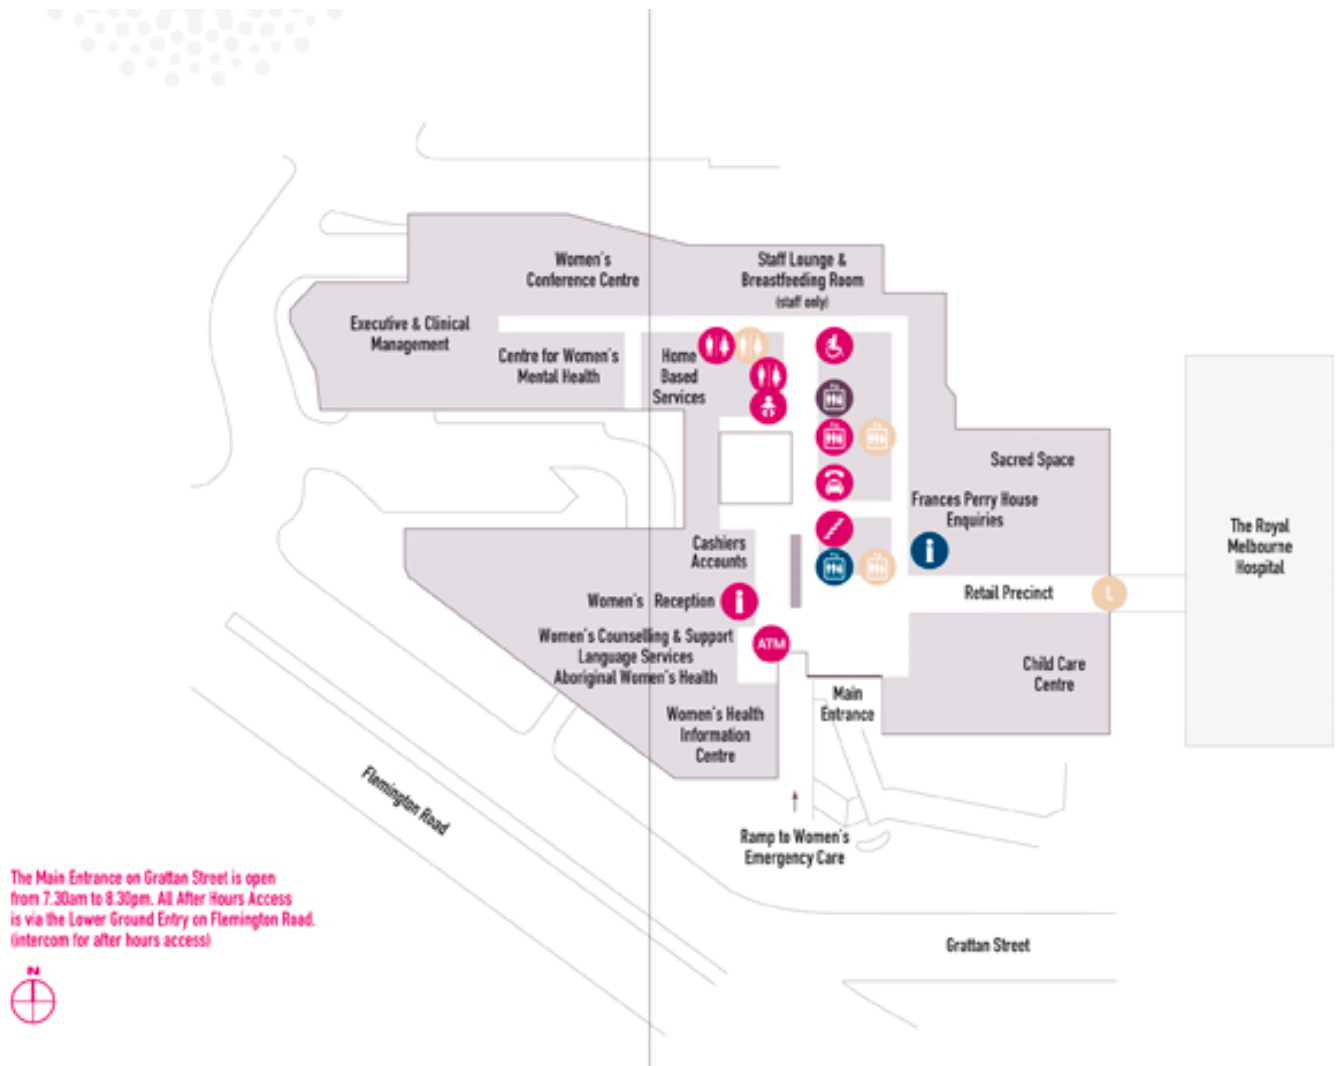 Women's
Conference Centre
Staff Lounge &
Breastfeeding Room
(staff only)
Executive & Clinical
Management
Centre for Women's
Mental Health
Home
Based
Services
Sacred Space
Frances Perry House
Enquiries
i
The Royal
Melbourne
Hospital
Cashiers
Accounts
Women's Reception
i
Retail Precinct
L
Women's Counselling & Support
Language Services
Aboriginal Women's Health
ATM
Child Care
Centre
Main
Entrance
Women's Health
Information
Centre
Flemington Road
Ramp to Women's
Emergency Care
The Main Entrance on Grattan Street is open
from 7.30am to 8.30pm. All After Hours Access
is via the Lower Ground Entry on Flemington Road.
(intercom for after hours access)
Grattan Street
N